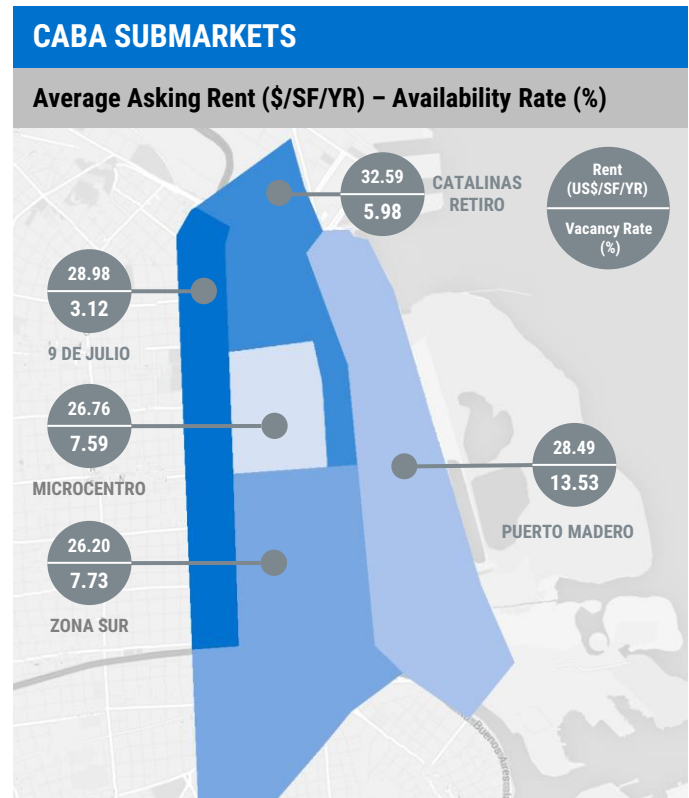 CABA SUBMARKETS
Average Asking Rent ($/SF/YR) – Availability Rate (%)
32.59
5.98
CATALINAS
RETIRO
Rent
(US$/SF/YR)
Vacancy Rate
(%)
28.98
3.12
9 DE JULIO
26.76
7.59
MICROCENTRO
28.49
13.53
PUERTO MADERO
26.20
7.73
ZONA SUR
Buenos Aires